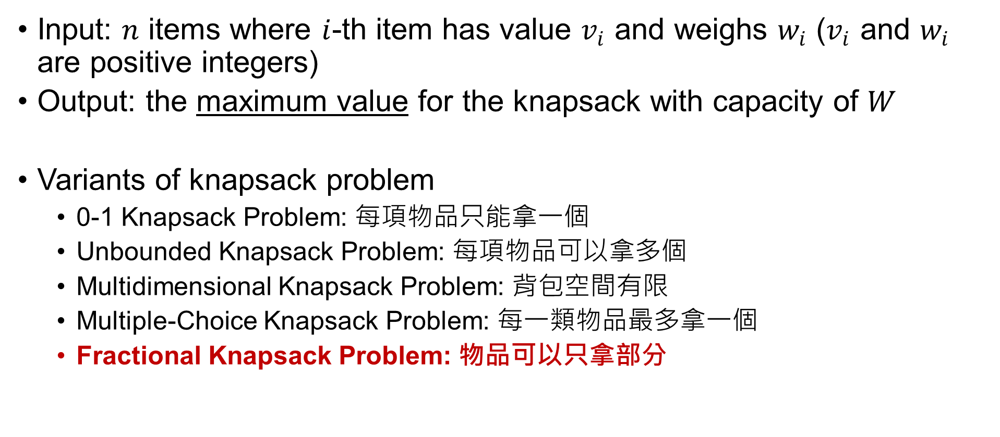 • Input: n items where i-th item has value vᵢ and weighs wᵢ (vᵢ and wᵢ
are positive integers)
• Output: the maximum value for the knapsack with capacity of W
• Variants of knapsack problem
• 0-1 Knapsack Problem: 每項物品只能拿一個
• Unbounded Knapsack Problem: 每項物品可以拿多個
• Multidimensional Knapsack Problem: 背包空間有限
• Multiple-Choice Knapsack Problem: 每一類物品最多拿一個
• Fractional Knapsack Problem: 物品可以只拿部分